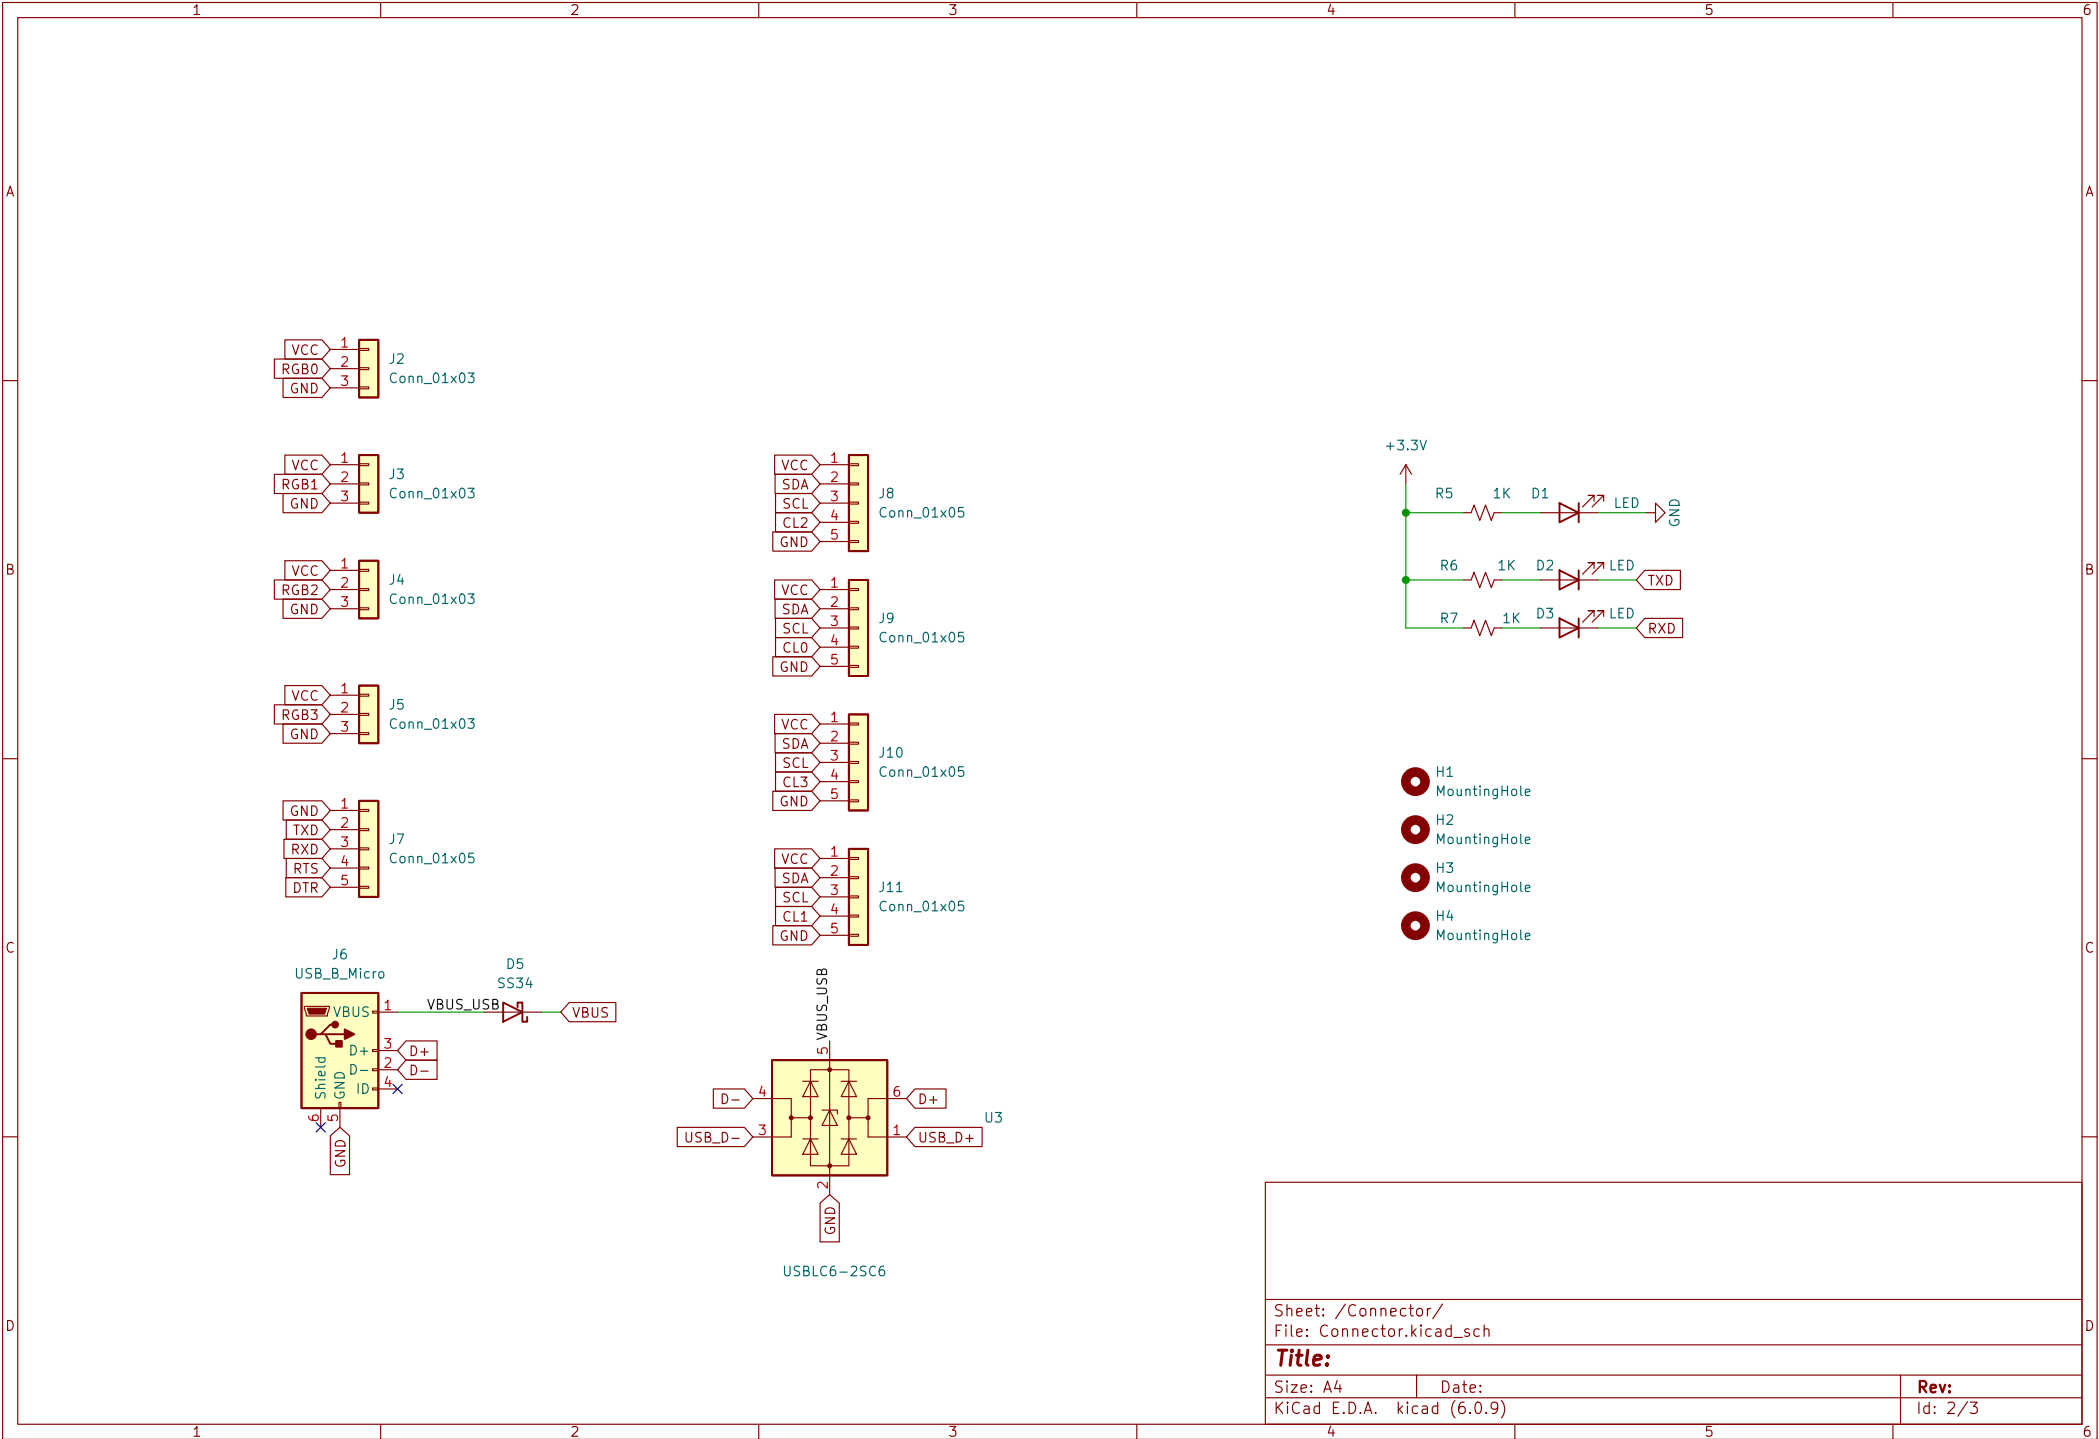 1 2 3 4 5 6
A A
B B
C C
D D
VCC 1
RGB0 2
GND 3
J2
Conn_01x03
VCC 1
RGB1 2
GND 3
J3
Conn_01x03
VCC 1
RGB2 2
GND 3
J4
Conn_01x03
VCC 1
RGB3 2
GND 3
J5
Conn_01x03
GND 1
TXD 2
RXD 3
RTS 4
DTR 5
J7
Conn_01x05
J6
USB_B_Micro
VBUS 1
D+ 3 D+
D- 2 D-
ID 4
Shield 6
GND 5
GND
VBUS_USB
D5
SS34
VBUS
VCC 1
SDA 2
SCL 3
CL2 4
GND 5
J8
Conn_01x05
VCC 1
SDA 2
SCL 3
CL0 4
GND 5
J9
Conn_01x05
VCC 1
SDA 2
SCL 3
CL3 4
GND 5
J10
Conn_01x05
VCC 1
SDA 2
SCL 3
CL1 4
GND 5
J11
Conn_01x05
VBUS_USB
5
D- 4
6 D+
USB_D- 3
1 USB_D+
U3
2
GND
USBLC6-2SC6
+3.3V
R5 1K D1 LED GND
R6 1K D2 LED TXD
R7 1K D3 LED RXD
H1
MountingHole
H2
MountingHole
H3
MountingHole
H4
MountingHole
Sheet: /Connector/
File: Connector.kicad_sch
Title:
Size: A4 Date: Rev:
KiCad E.D.A. kicad (6.0.9) Id: 2/3
1 2 3 4 5 6